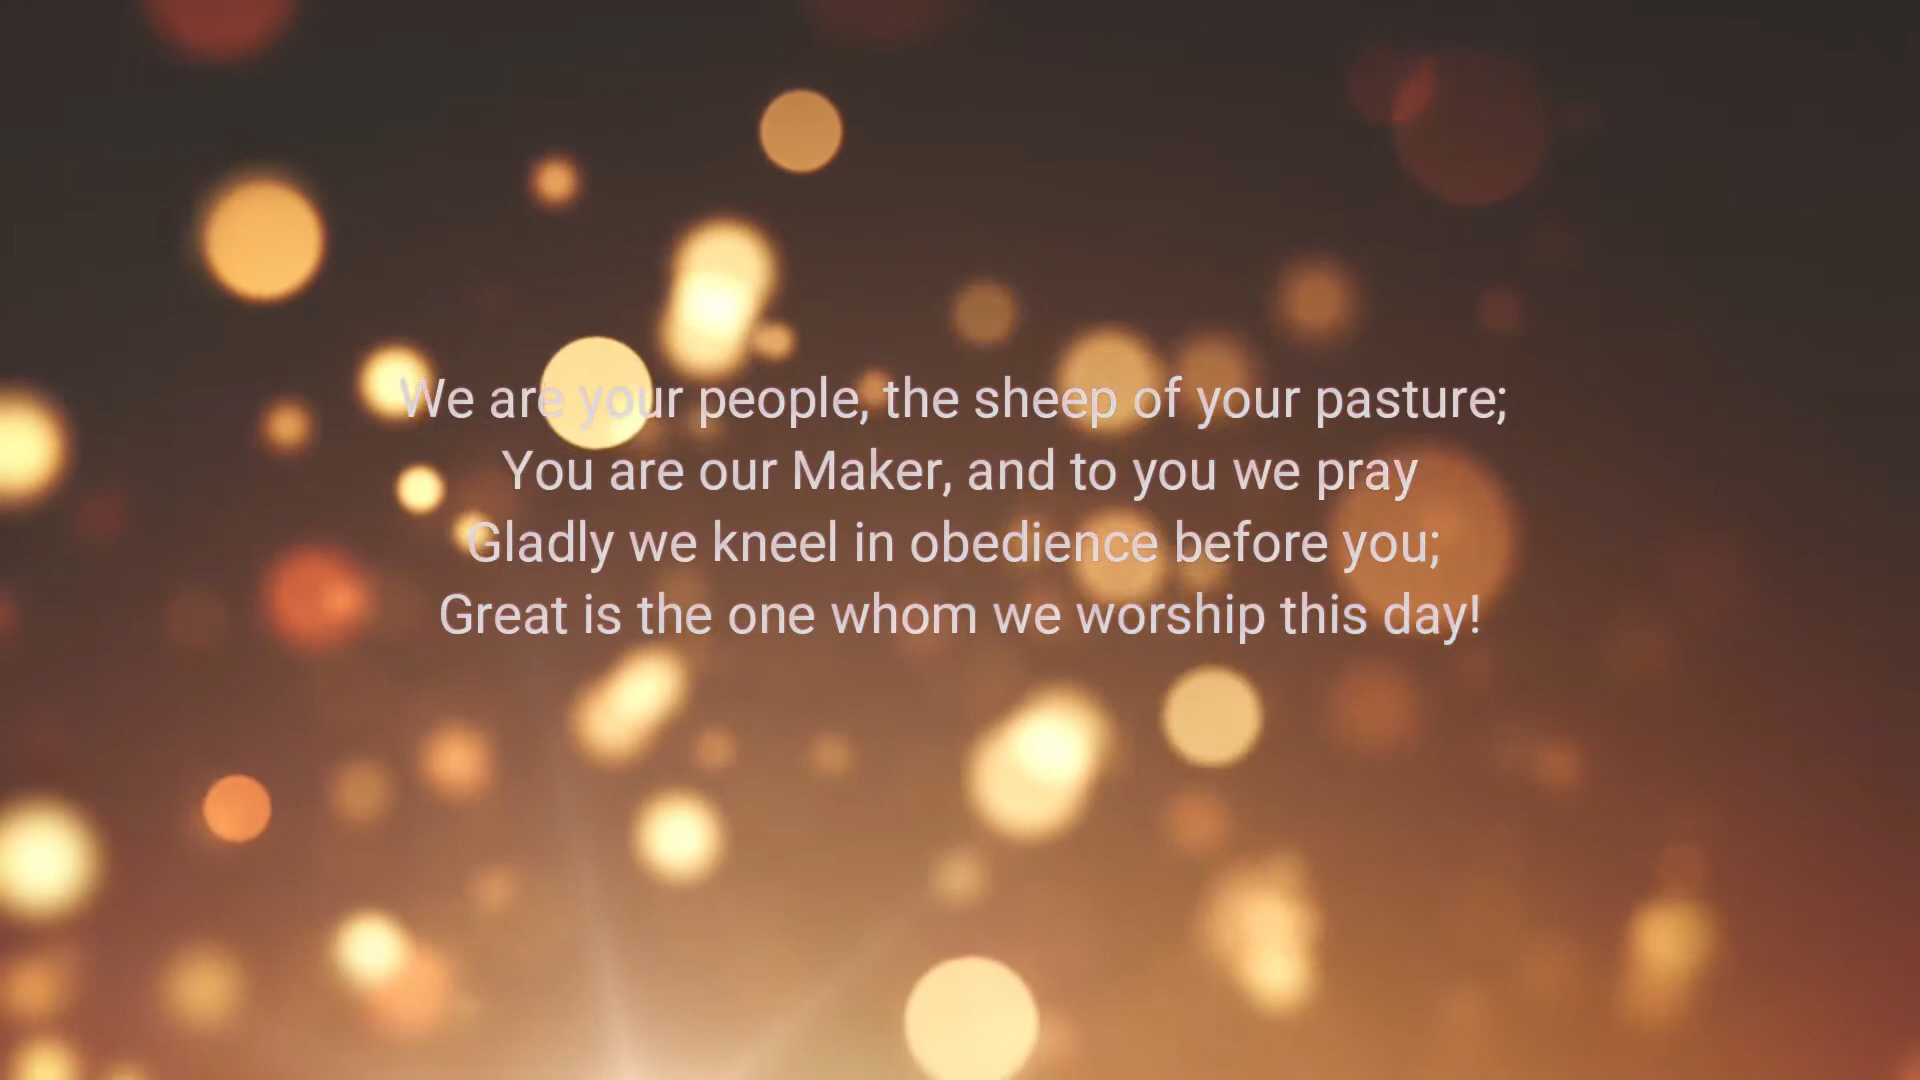 We are your people, the sheep of your pasture;
You are our Maker, and to you we pray
Gladly we kneel in obedience before you;
Great is the one whom we worship this day!